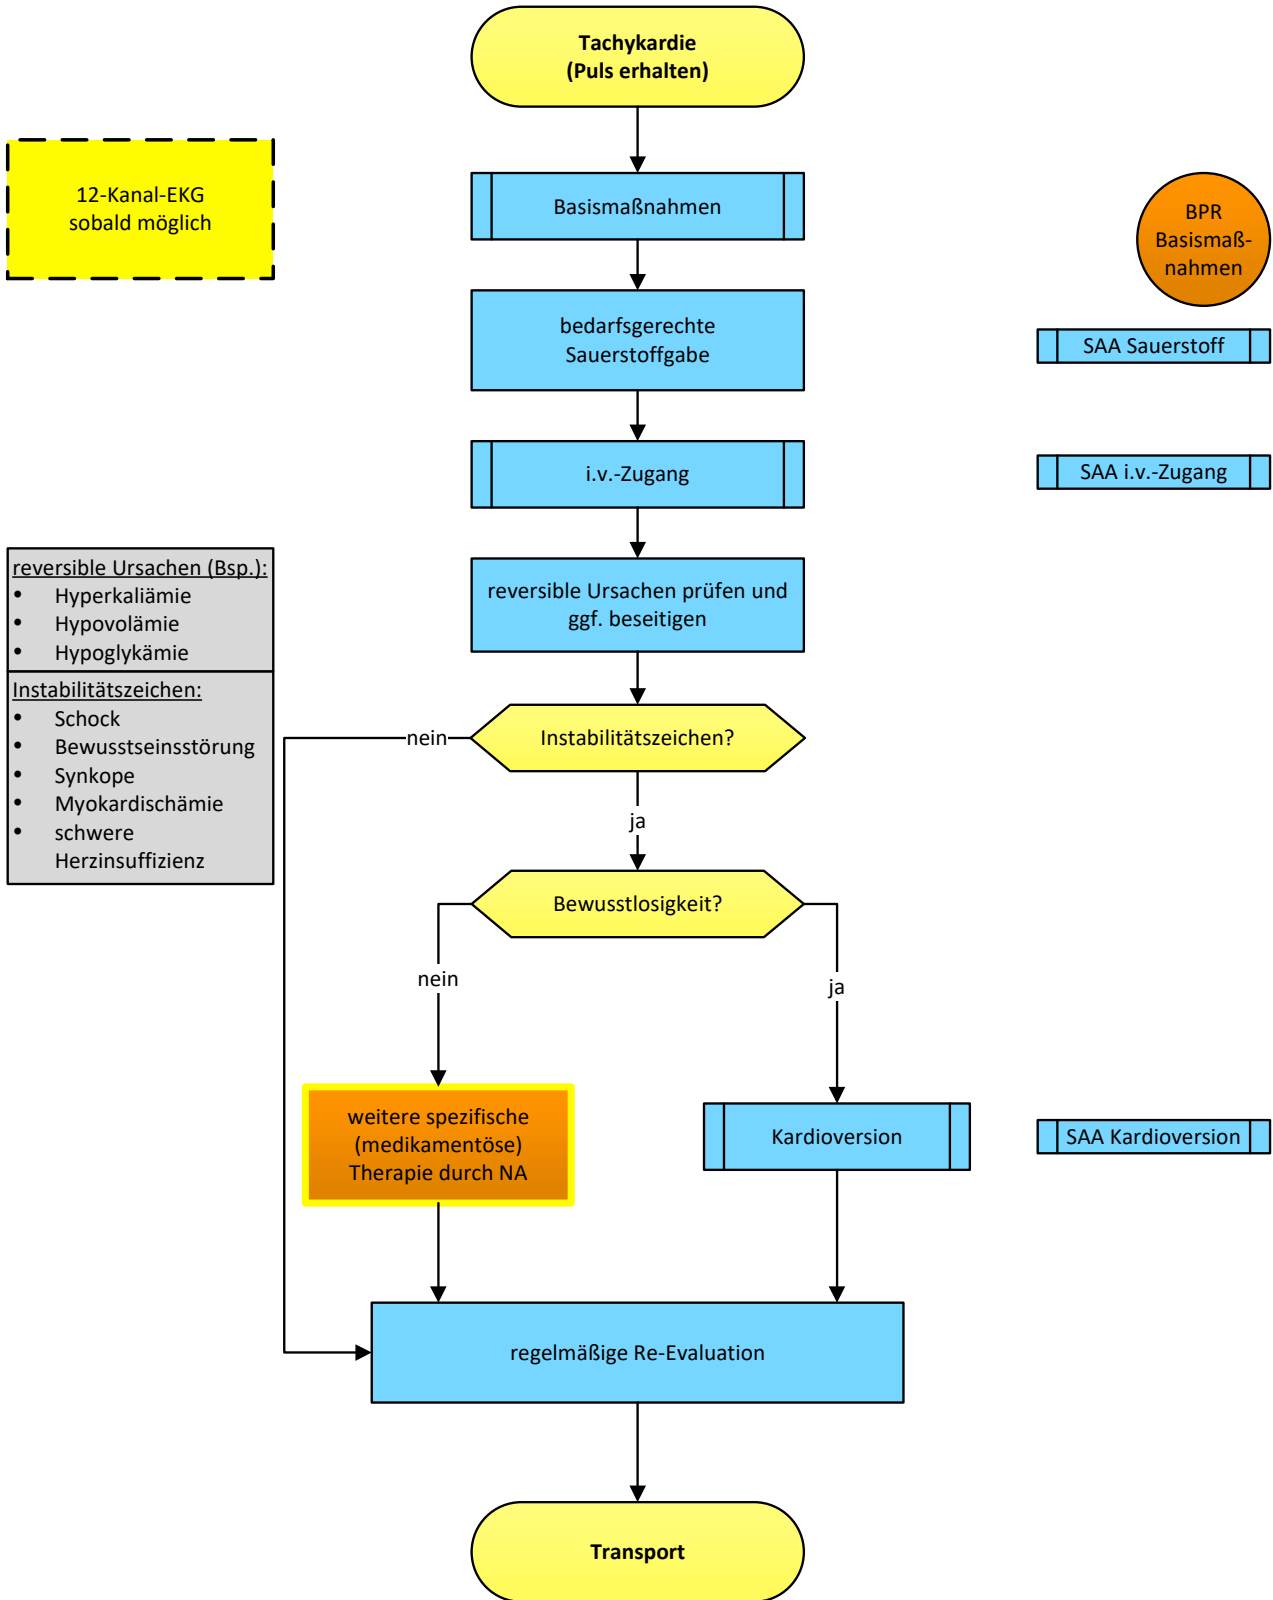 Tachykardie
(Puls erhalten)
12-Kanal-EKG
sobald möglich
Basismaßnahmen
BPR
Basismaß-
nahmen
bedarfsgerechte
Sauerstoffgabe
SAA Sauerstoff
i.v.-Zugang
SAA i.v.-Zugang
reversible Ursachen (Bsp.):
• Hyperkaliämie
• Hypovolämie
• Hypoglykämie
reversible Ursachen prüfen und
ggf. beseitigen
Instabilitätszeichen:
• Schock
• Bewusstseinsstörung
• Synkope
• Myokardischämie
• schwere
Herzinsuffizienz
nein
Instabilitätszeichen?
ja
Bewusstlosigkeit?
nein
ja
weitere spezifische
(medikamentöse)
Therapie durch NA
Kardioversion
SAA Kardioversion
regelmäßige Re-Evaluation
Transport